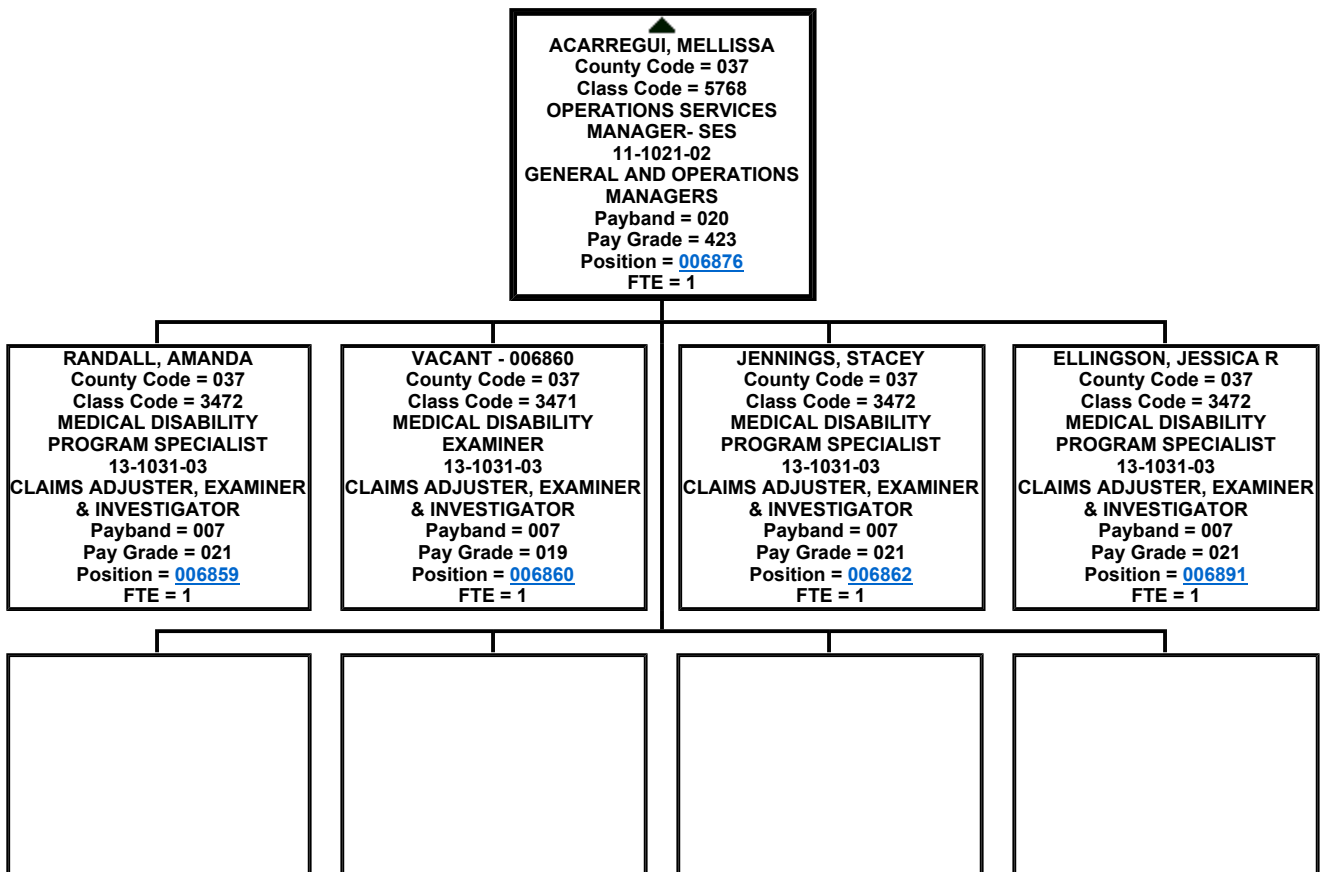 ACARREGUI, MELLISSA
County Code = 037
Class Code = 5768
OPERATIONS SERVICES
MANAGER- SES
11-1021-02
GENERAL AND OPERATIONS
MANAGERS
Payband = 020
Pay Grade = 423
Position = 006876
FTE = 1
RANDALL, AMANDA
County Code = 037
Class Code = 3472
MEDICAL DISABILITY
PROGRAM SPECIALIST
13-1031-03
CLAIMS ADJUSTER, EXAMINER
& INVESTIGATOR
Payband = 007
Pay Grade = 021
Position = 006859
FTE = 1
VACANT - 006860
County Code = 037
Class Code = 3471
MEDICAL DISABILITY
EXAMINER
13-1031-03
CLAIMS ADJUSTER, EXAMINER
& INVESTIGATOR
Payband = 007
Pay Grade = 019
Position = 006860
FTE = 1
JENNINGS, STACEY
County Code = 037
Class Code = 3472
MEDICAL DISABILITY
PROGRAM SPECIALIST
13-1031-03
CLAIMS ADJUSTER, EXAMINER
& INVESTIGATOR
Payband = 007
Pay Grade = 021
Position = 006862
FTE = 1
ELLINGSON, JESSICA R
County Code = 037
Class Code = 3472
MEDICAL DISABILITY
PROGRAM SPECIALIST
13-1031-03
CLAIMS ADJUSTER, EXAMINER
& INVESTIGATOR
Payband = 007
Pay Grade = 021
Position = 006891
FTE = 1